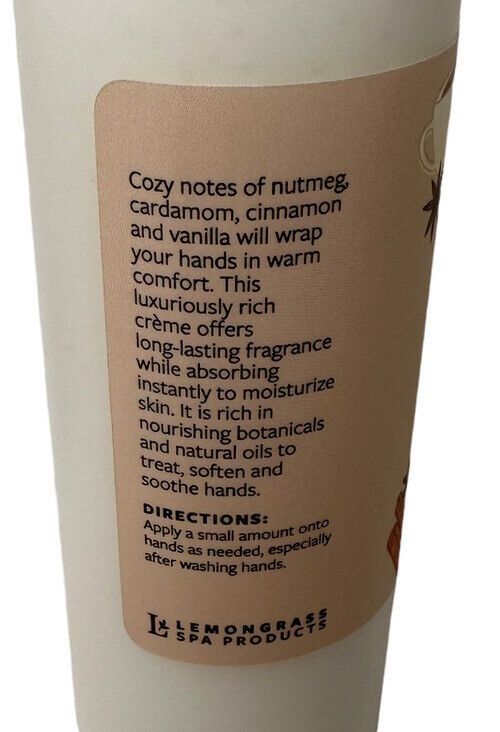 Cozy notes of nutmeg,
cardamom, cinnamon
and vanilla will wrap
your hands in warm
comfort. This
luxuriously rich
crème offers
long-lasting fragrance
while absorbing
instantly to moisturize
skin. It is rich in
nourishing botanicals
and natural oils to
treat, soften and
soothe hands.
DIRECTIONS:
Apply a small amount onto
hands as needed, especially
after washing hands.
L LEMONGRASS
SPA PRODUCTS